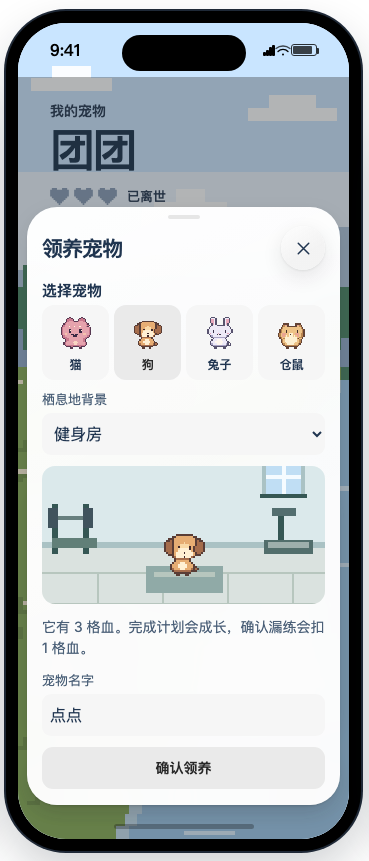 9:41
我的宠物
团团
已离世
领养宠物
选择宠物
猫
狗
兔子
仓鼠
栖息地背景
健身房
它有 3 格血。完成计划会成长，确认漏练会扣
1 格血。
宠物名字
点点
确认领养